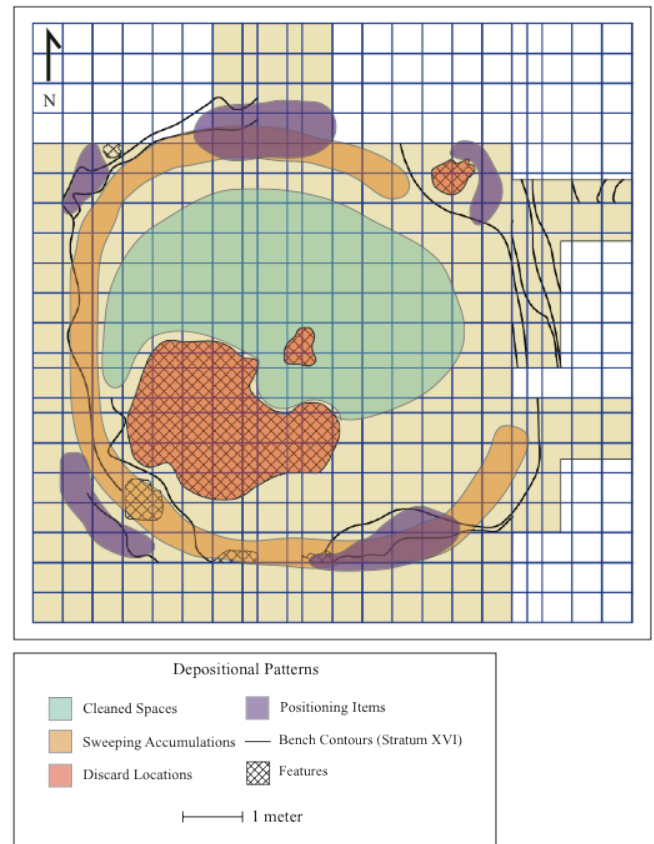 N
Depositional Patterns
Cleaned Spaces
Positioning Items
Sweeping Accumulations
Bench Contours (Stratum XVI)
Discard Locations
Features
1 meter